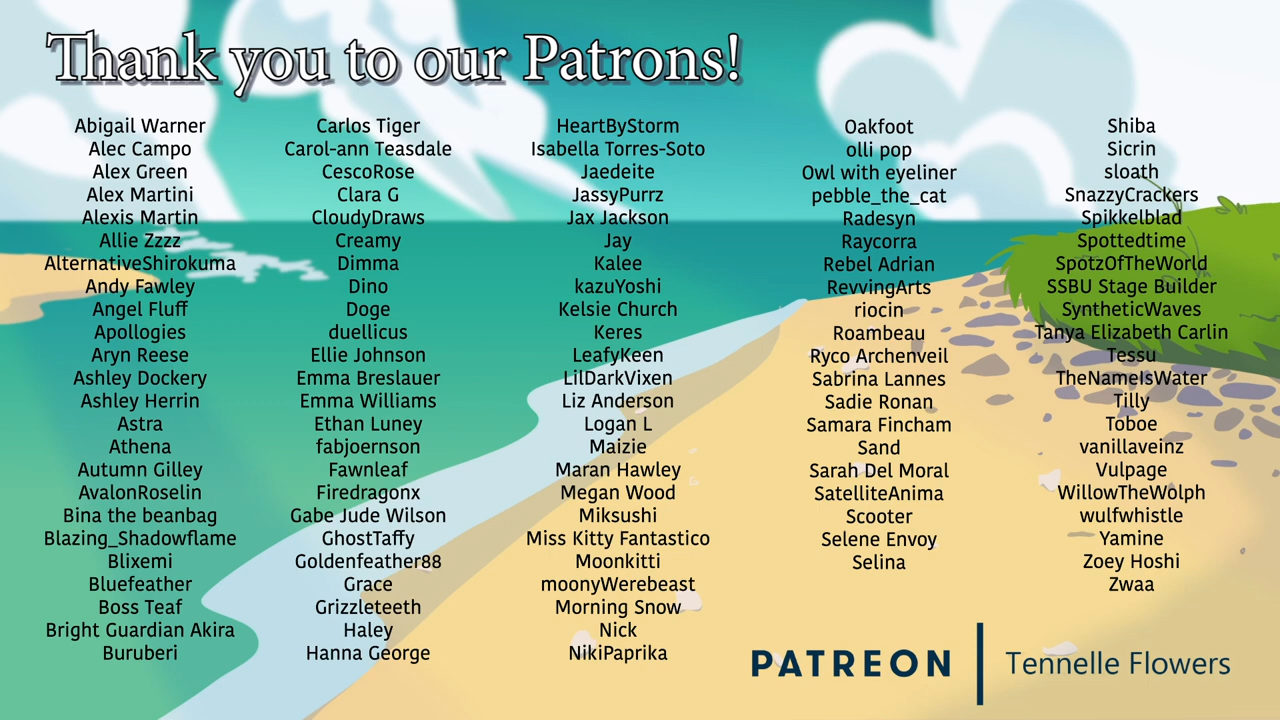 Thank you to our Patrons!
Abigail Warner
Alec Campo
Alex Green
Alex Martini
Alexis Martin
Allie Zzzz
AlternativeShirokuma
Andy Fawley
Angel Fluff
Apollogies
Aryn Reese
Ashley Dockery
Ashley Herrin
Astra
Athena
Autumn Gilley
AvalonRoselin
Bina the beanbag
Blazing_Shadowflame
Blixemi
Bluefeather
Boss Teaf
Bright Guardian Akira
Buruberi
Carlos Tiger
Carol-ann Teasdale
CescoRose
Clara G
CloudyDraws
Creamy
Dimma
Dino
Doge
duellicus
Ellie Johnson
Emma Breslauer
Emma Williams
Ethan Luney
fabjoernson
Fawnleaf
Firedragonx
Gabe Jude Wilson
GhostTaffy
Goldenfeather88
Grace
Grizzleteeth
Haley
Hanna George
HeartByStorm
Isabella Torres-Soto
Jaedeite
JassyPurrz
Jax Jackson
Jay
Kalee
kazuYoshi
Kelsie Church
Keres
LeafyKeen
LilDarkVixen
Liz Anderson
Logan L
Maizie
Maran Hawley
Megan Wood
Miksushi
Miss Kitty Fantastico
Moonkitti
moonyWerebeast
Morning Snow
Nick
NikiPaprika
Oakfoot
olli pop
Owl with eyeliner
pebble_the_cat
Radesyn
Raycorra
Rebel Adrian
RevvingArts
riocin
Roambeau
Ryco Archenveil
Sabrina Lannes
Sadie Ronan
Samara Fincham
Sand
Sarah Del Moral
SatelliteAnima
Scooter
Selene Envoy
Selina
Shiba
Sicrin
sloath
SnazzyCrackers
Spikkelblad
Spottedtime
SpotzOfTheWorld
SSBU Stage Builder
SyntheticWaves
Tanya Elizabeth Carlin
Tessu
TheNameIsWater
Tilly
Toboe
vanillaveinz
Vulpage
WillowTheWolph
wulfwhistle
Yamine
Zoey Hoshi
Zwaa
PATREON
Tennelle Flowers